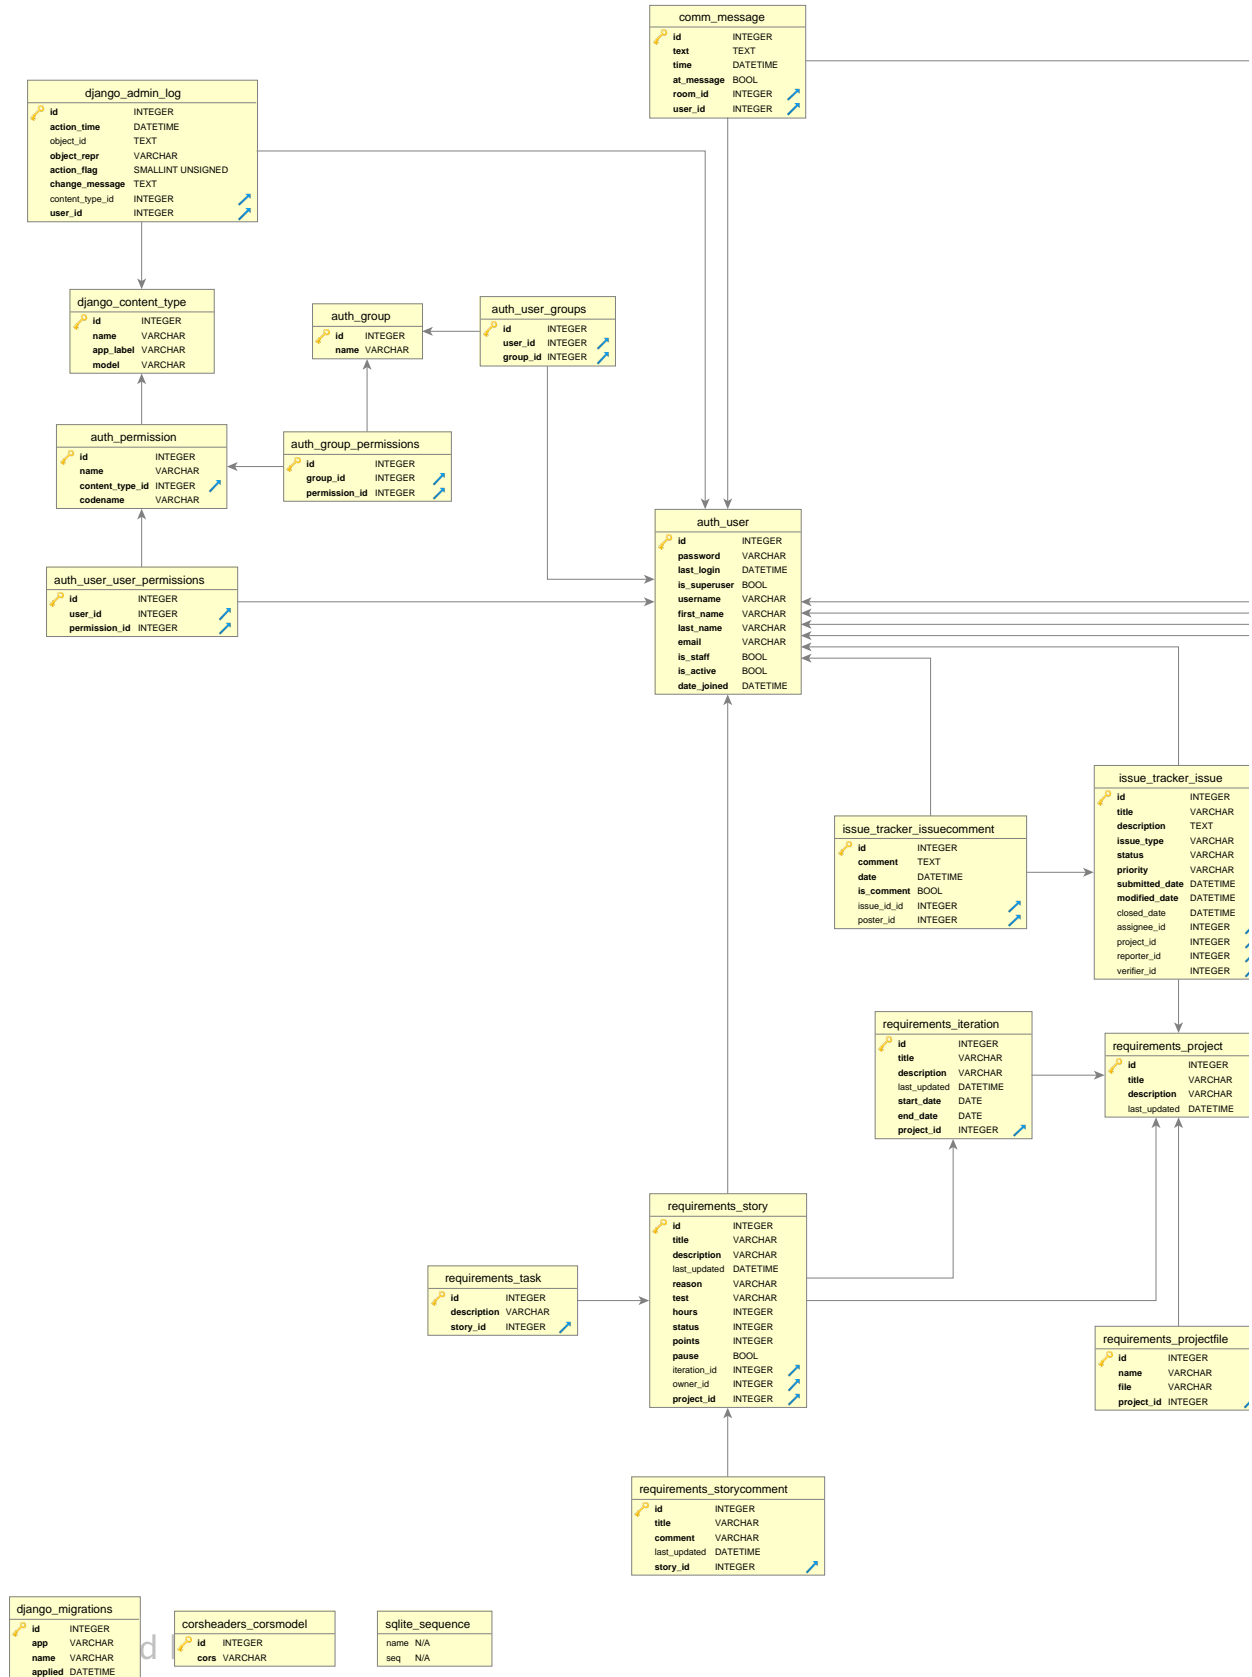 comm_message
id INTEGER
text TEXT
time DATETIME
at_message BOOL
room_id INTEGER
user_id INTEGER
django_admin_log
id INTEGER
action_time DATETIME
object_id TEXT
object_repr VARCHAR
action_flag SMALLINT UNSIGNED
change_message TEXT
content_type_id INTEGER
user_id INTEGER
django_content_type
id INTEGER
name VARCHAR
app_label VARCHAR
model VARCHAR
auth_group
id INTEGER
name VARCHAR
auth_user_groups
id INTEGER
user_id INTEGER
group_id INTEGER
auth_permission
id INTEGER
name VARCHAR
content_type_id INTEGER
codename VARCHAR
auth_group_permissions
id INTEGER
group_id INTEGER
permission_id INTEGER
auth_user
id INTEGER
password VARCHAR
last_login DATETIME
is_superuser BOOL
username VARCHAR
first_name VARCHAR
last_name VARCHAR
email VARCHAR
is_staff BOOL
is_active BOOL
date_joined DATETIME
auth_user_user_permissions
id INTEGER
user_id INTEGER
permission_id INTEGER
issue_tracker_issue
id INTEGER
title VARCHAR
description TEXT
issue_type VARCHAR
status VARCHAR
priority VARCHAR
submitted_date DATETIME
modified_date DATETIME
closed_date DATETIME
assignee_id INTEGER
project_id INTEGER
reporter_id INTEGER
verifier_id INTEGER
issue_tracker_issuecomment
id INTEGER
comment TEXT
date DATETIME
is_comment BOOL
issue_id_id INTEGER
poster_id INTEGER
requirements_iteration
id INTEGER
title VARCHAR
description VARCHAR
last_updated DATETIME
start_date DATE
end_date DATE
project_id INTEGER
requirements_project
id INTEGER
title VARCHAR
description VARCHAR
last_updated DATETIME
requirements_story
id INTEGER
title VARCHAR
description VARCHAR
last_updated DATETIME
reason VARCHAR
test VARCHAR
hours INTEGER
status INTEGER
points INTEGER
pause BOOL
iteration_id INTEGER
owner_id INTEGER
project_id INTEGER
requirements_task
id INTEGER
description VARCHAR
story_id INTEGER
requirements_projectfile
id INTEGER
name VARCHAR
file VARCHAR
project_id INTEGER
requirements_storycomment
id INTEGER
title VARCHAR
comment VARCHAR
last_updated DATETIME
story_id INTEGER
django_migrations
id INTEGER
app VARCHAR
name VARCHAR
applied DATETIME
corsheaders_corsmodel
id INTEGER
cors VARCHAR
sqlite_sequence
name N/A
seq N/A